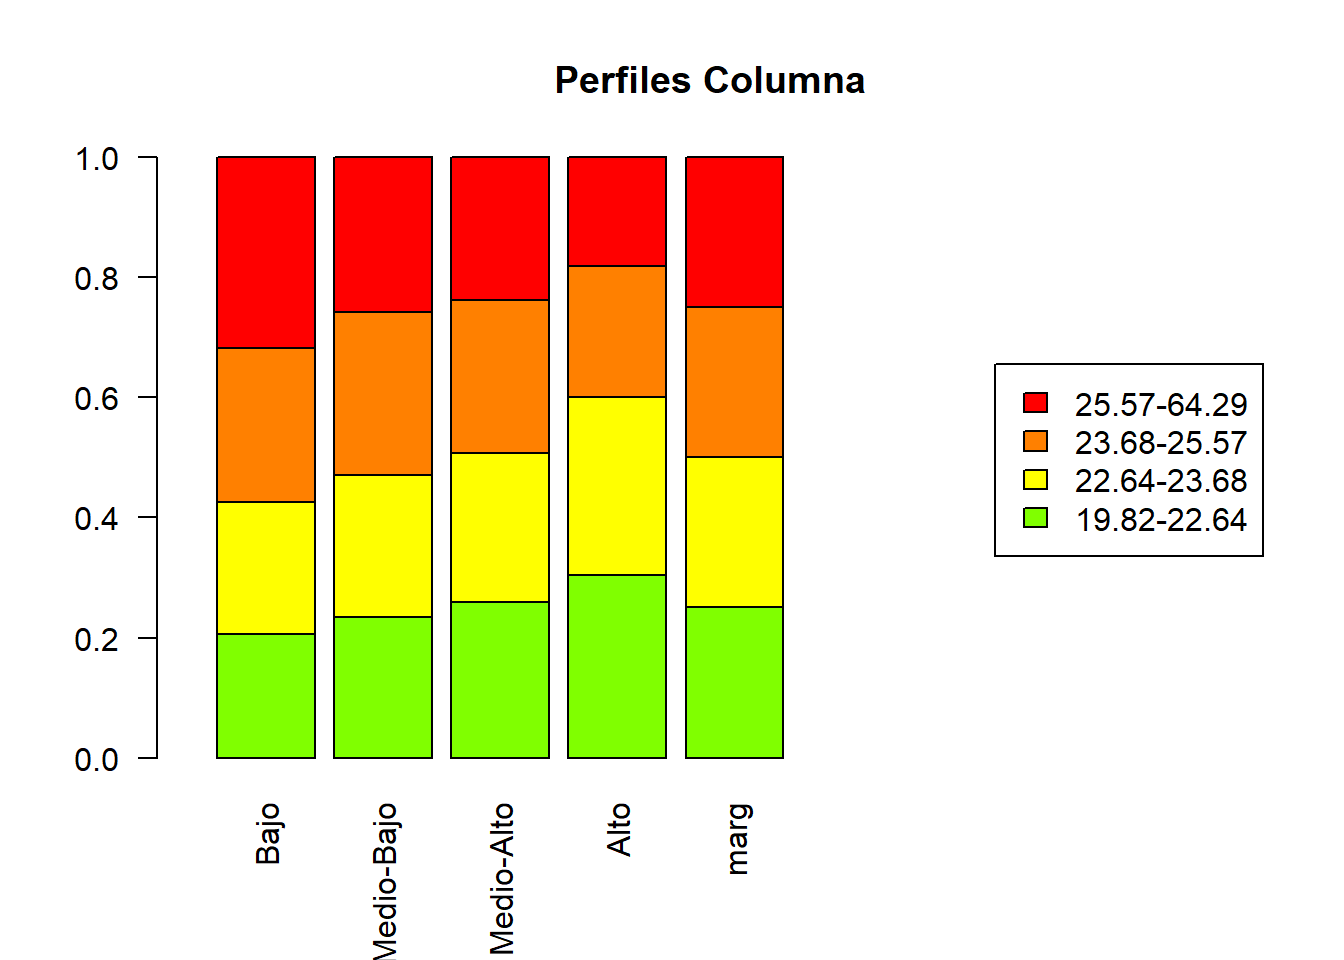 Perfiles Columna
1.0
0.8
0.6
0.4
0.2
0.0
Bajo
Medio-Bajo
Medio-Alto
Alto
marg
25.57-64.29
23.68-25.57
22.64-23.68
19.82-22.64